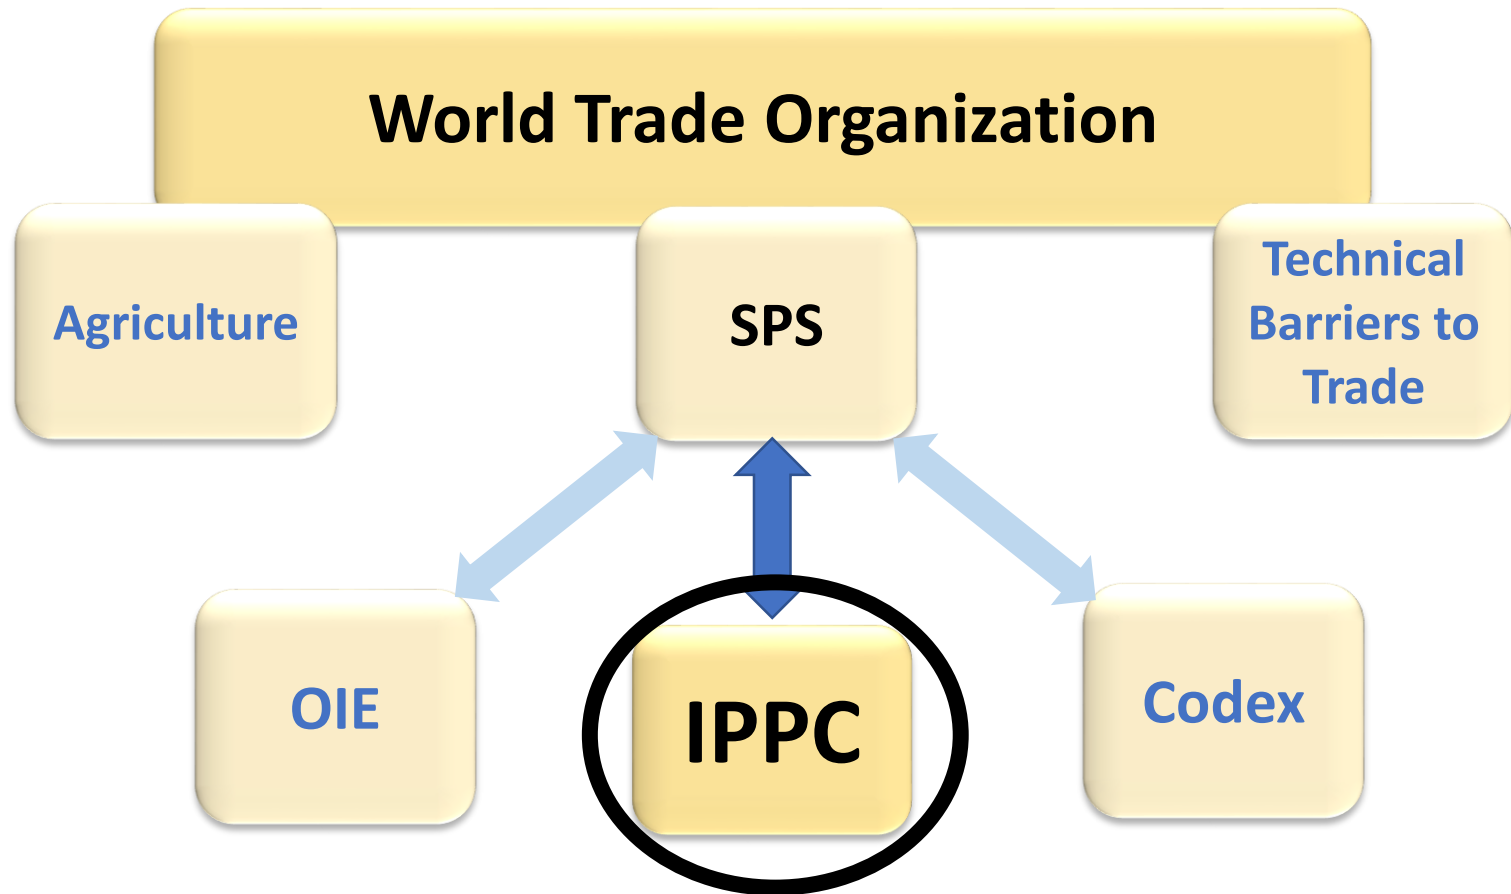 World Trade Organization
Agriculture
SPS
Technical
Barriers to
Trade
OIE
IPPC
Codex